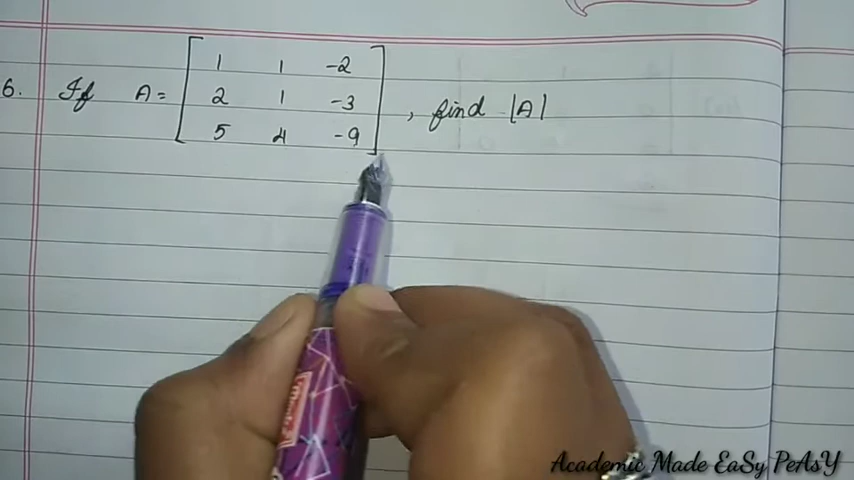 6. If A = [ 1 1 -2
2 1 -3
5 4 -9 ] , find |A|
Academic Made EaSy PeAsY